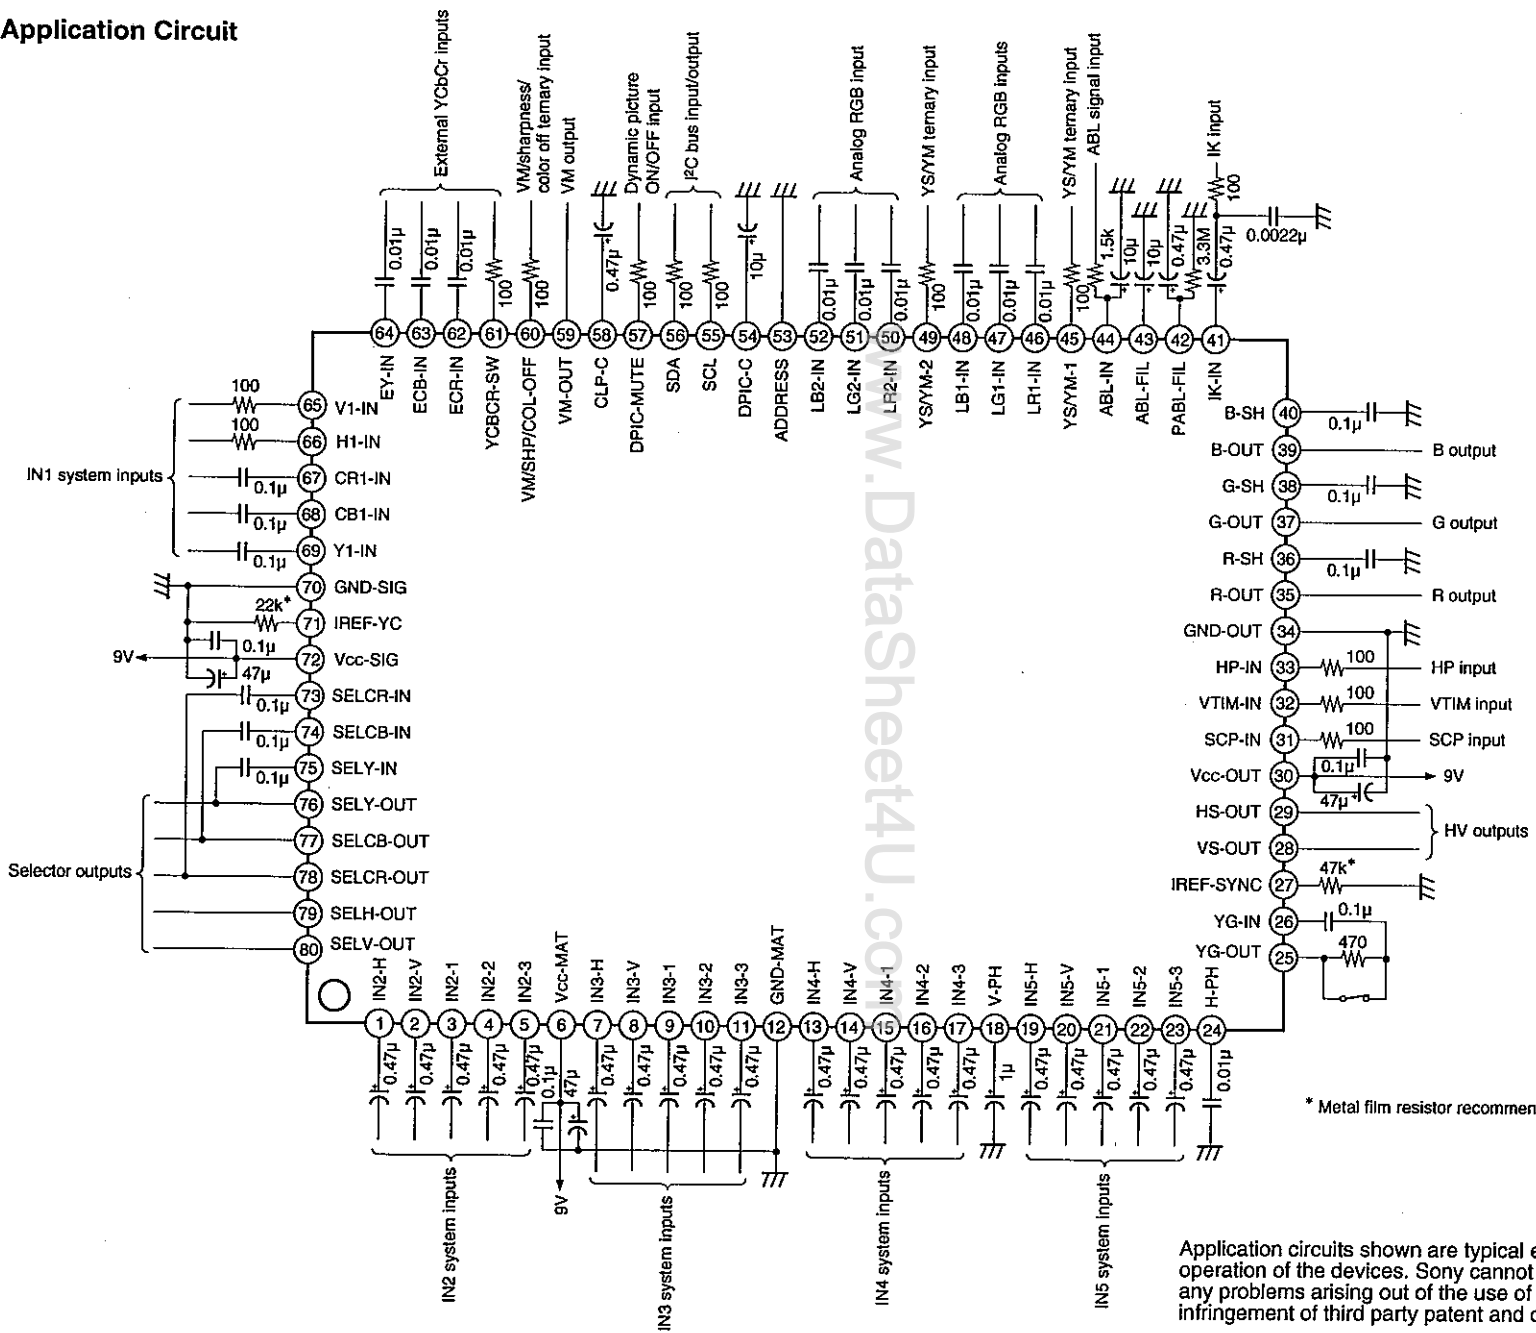 Application Circuit
External YCbCr inputs
VM/sharpness/
color off ternary input
VM output
Dynamic picture
ON/OFF input
I²C bus input/output
Analog RGB input
YS/YM ternary input
Analog RGB inputs
YS/YM ternary input
ABL signal input
IK input
0.01µ
0.01µ
0.01µ
100
100
0.47µ
100
100
100
10µ
0.01µ
0.01µ
0.01µ
100
0.01µ
0.01µ
0.01µ
100
1.5k
10µ
10µ
0.47µ
3.3M
0.47µ
100
0.0022µ
64 63 62 61 60 59 58 57 56 55 54 53 52 51 50 49 48 47 46 45 44 43 42 41
EY-IN
ECB-IN
ECR-IN
YCBCR-SW
VM/SHP/COL-OFF
VM-OUT
CLP-C
DPIC-MUTE
SDA
SCL
DPIC-C
ADDRESS
LB2-IN
LG2-IN
LR2-IN
YS/YM-2
LB1-IN
LG1-IN
LR1-IN
YS/YM-1
ABL-IN
ABL-FIL
PABL-FIL
IK-IN
IN1 system inputs
100 65 V1-IN
100 66 H1-IN
0.1µ 67 CR1-IN
0.1µ 68 CB1-IN
0.1µ 69 Y1-IN
70 GND-SIG
22k* 71 IREF-YC
0.1µ
9V 72 Vcc-SIG
47µ
0.1µ 73 SELCR-IN
0.1µ 74 SELCB-IN
0.1µ 75 SELY-IN
76 SELY-OUT
77 SELCB-OUT
Selector outputs
78 SELCR-OUT
79 SELH-OUT
80 SELV-OUT
B-SH 40 0.1µ
B-OUT 39 B output
G-SH 38 0.1µ
G-OUT 37 G output
R-SH 36 0.1µ
R-OUT 35 R output
GND-OUT 34
HP-IN 33 100 HP input
VTIM-IN 32 100 VTIM input
SCP-IN 31 100 SCP input
0.1µ
Vcc-OUT 30 9V
47µ
HS-OUT 29
HV outputs
VS-OUT 28
IREF-SYNC 27 47k*
YG-IN 26 0.1µ
YG-OUT 25 470
www.DataSheet4U.com
IN2-H
IN2-V
IN2-1
IN2-2
IN2-3
Vcc-MAT
IN3-H
IN3-V
IN3-1
IN3-2
IN3-3
GND-MAT
IN4-H
IN4-V
IN4-1
IN4-2
IN4-3
V-PH
IN5-H
IN5-V
IN5-1
IN5-2
IN5-3
H-PH
1 2 3 4 5 6 7 8 9 10 11 12 13 14 15 16 17 18 19 20 21 22 23 24
0.47µ
0.47µ
0.47µ
0.47µ
0.47µ
0.1µ
47µ
0.47µ
0.47µ
0.47µ
0.47µ
0.47µ
0.47µ
0.47µ
0.47µ
0.47µ
0.47µ
1µ
0.47µ
0.47µ
0.47µ
0.47µ
0.47µ
0.01µ
* Metal film resistor recommen
IN2 system inputs
9V
IN3 system inputs
IN4 system inputs
IN5 system inputs
Application circuits shown are typical e
operation of the devices. Sony cannot
any problems arising out of the use of
infringement of third party patent and o